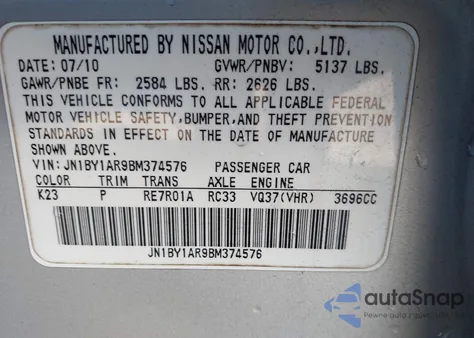 MANUFACTURED BY NISSAN MOTOR CO.,LTD.
DATE: 07/10 GVWR/PNBV: 5137 LBS.
GAWR/PNBE FR: 2584 LBS. RR: 2626 LBS.
THIS VEHICLE CONFORMS TO ALL APPLICABLE FEDERAL
MOTOR VEHICLE SAFETY,BUMPER,AND THEFT PREVENTION
STANDARDS IN EFFECT ON THE DATE OF MANUFACTURE
SHOWN ABOVE.
VIN: JN1BY1AR9BM374576 PASSENGER CAR
COLOR TRIM TRANS AXLE ENGINE
K23 P RE7R01A RC33 VQ37(VHR) 3696CC
JN1BY1AR9BM374576
autoSnap